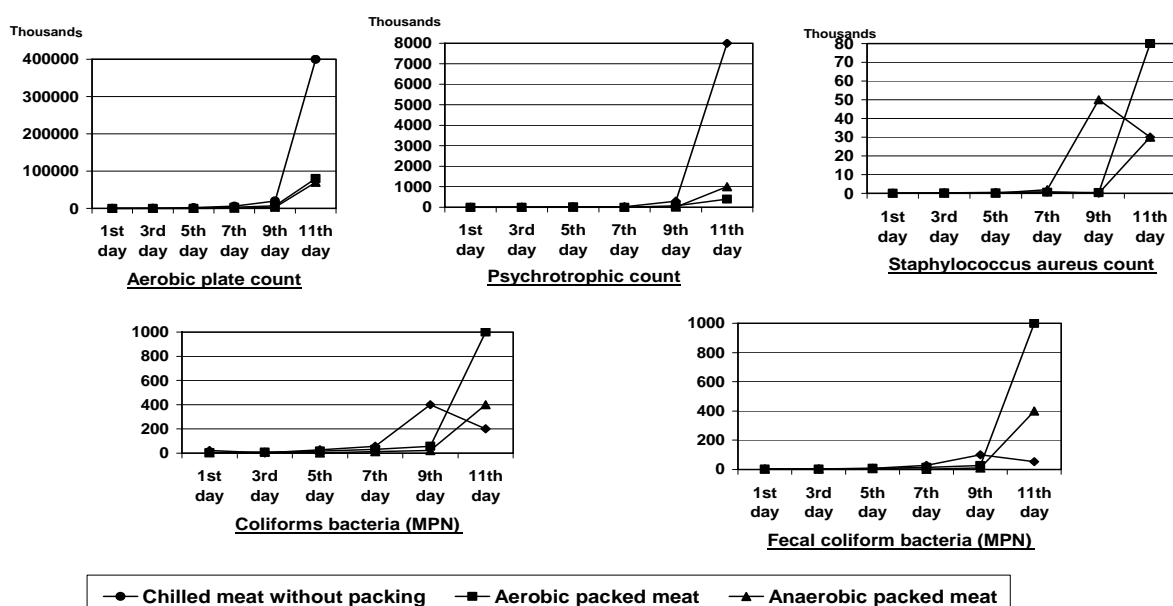 Thousands
400000
300000
200000
100000
0
1st day 3rd day 5th day 7th day 9th day 11th day
Aerobic plate count
Thousands
8000
7000
6000
5000
4000
3000
2000
1000
0
1st day 3rd day 5th day 7th day 9th day 11th day
Psychrotrophic count
Thousands
80
70
60
50
40
30
20
10
0
1st day 3rd day 5th day 7th day 9th day 11th day
Staphylococcus aureus count
1000
800
600
400
200
0
1st day 3rd day 5th day 7th day 9th day 11th day
Coliforms bacteria (MPN)
1000
800
600
400
200
0
1st day 3rd day 5th day 7th day 9th day 11th day
Fecal coliform bacteria (MPN)
Chilled meat without packing Aerobic packed meat Anaerobic packed meat